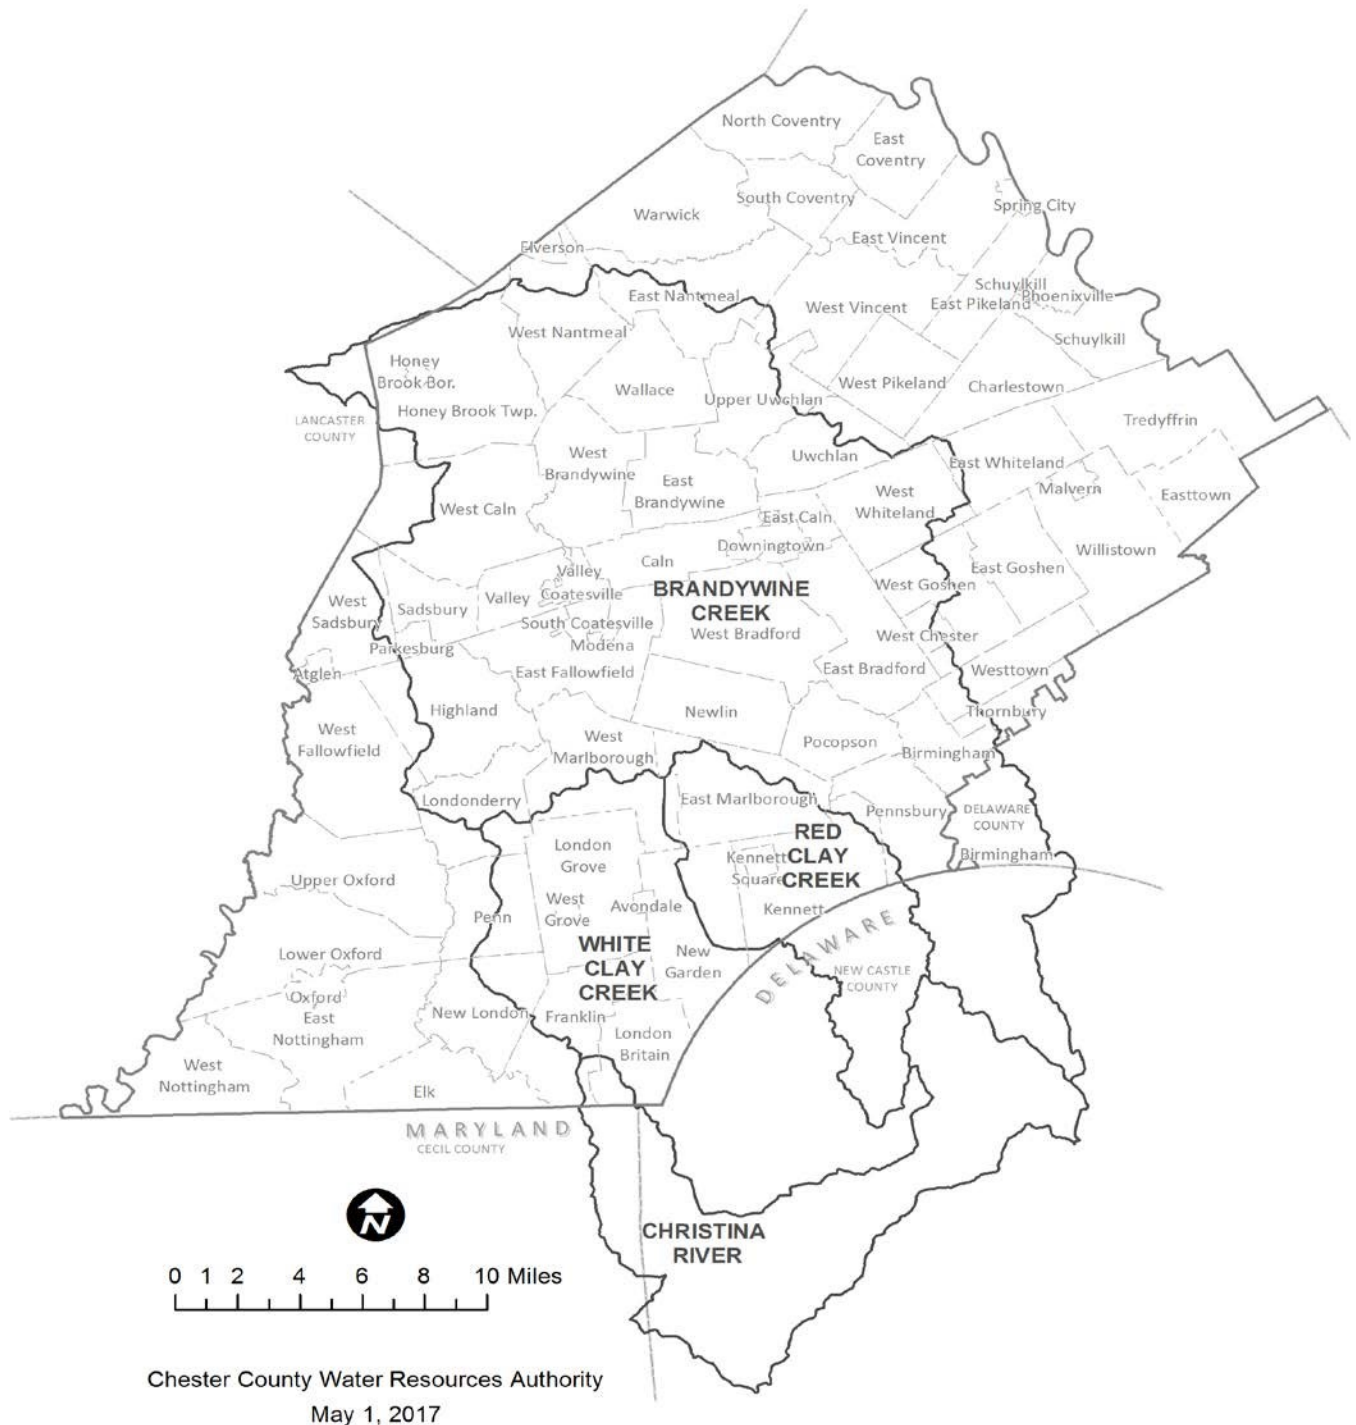 North Coventry
East
Coventry
South Coventry
Spring City
Warwick
East Vincent
Elverson
Schuylkill
Phoenixville
East Nantmeal
West Vincent
East Pikeland
West Nantmeal
Schuylkill
Honey
Brook Bor.
Wallace
West Pikeland
Charlestown
Upper Uwchlan
Honey Brook Twp.
Tredyffrin
LANCASTER
COUNTY
West
Brandywine
Uwchlan
East Whiteland
East
Brandywine
West
Whiteland
Malvern
Easttown
West Caln
East Caln
Downingtown
Willistown
Caln
Valley
East Goshen
BRANDYWINE
CREEK
West Goshen
Valley
Coatesville
West
Sadsbury
Sadsbury
South Coatesville
West Bradford
West Chester
Parkesburg
Modena
Atglen
East Fallowfield
East Bradford
Westtown
Highland
Newlin
Thornbury
West
Fallowfield
West
Marlborough
Pocopson
Birmingham
Londonderry
East Marlborough
Pennsbury
DELAWARE
COUNTY
RED
CLAY
CREEK
London
Grove
Kennett
Square
Birmingham
Upper Oxford
West
Grove
Avondale
Kennett
Penn
WHITE
CLAY
CREEK
New
Garden
DELAWARE
Lower Oxford
NEW CASTLE
COUNTY
Oxford
East
Nottingham
New London
Franklin
London
Britain
West
Nottingham
Elk
MARYLAND
CECIL COUNTY
N
CHRISTINA
RIVER
0 1 2 4 6 8 10 Miles
Chester County Water Resources Authority
May 1, 2017